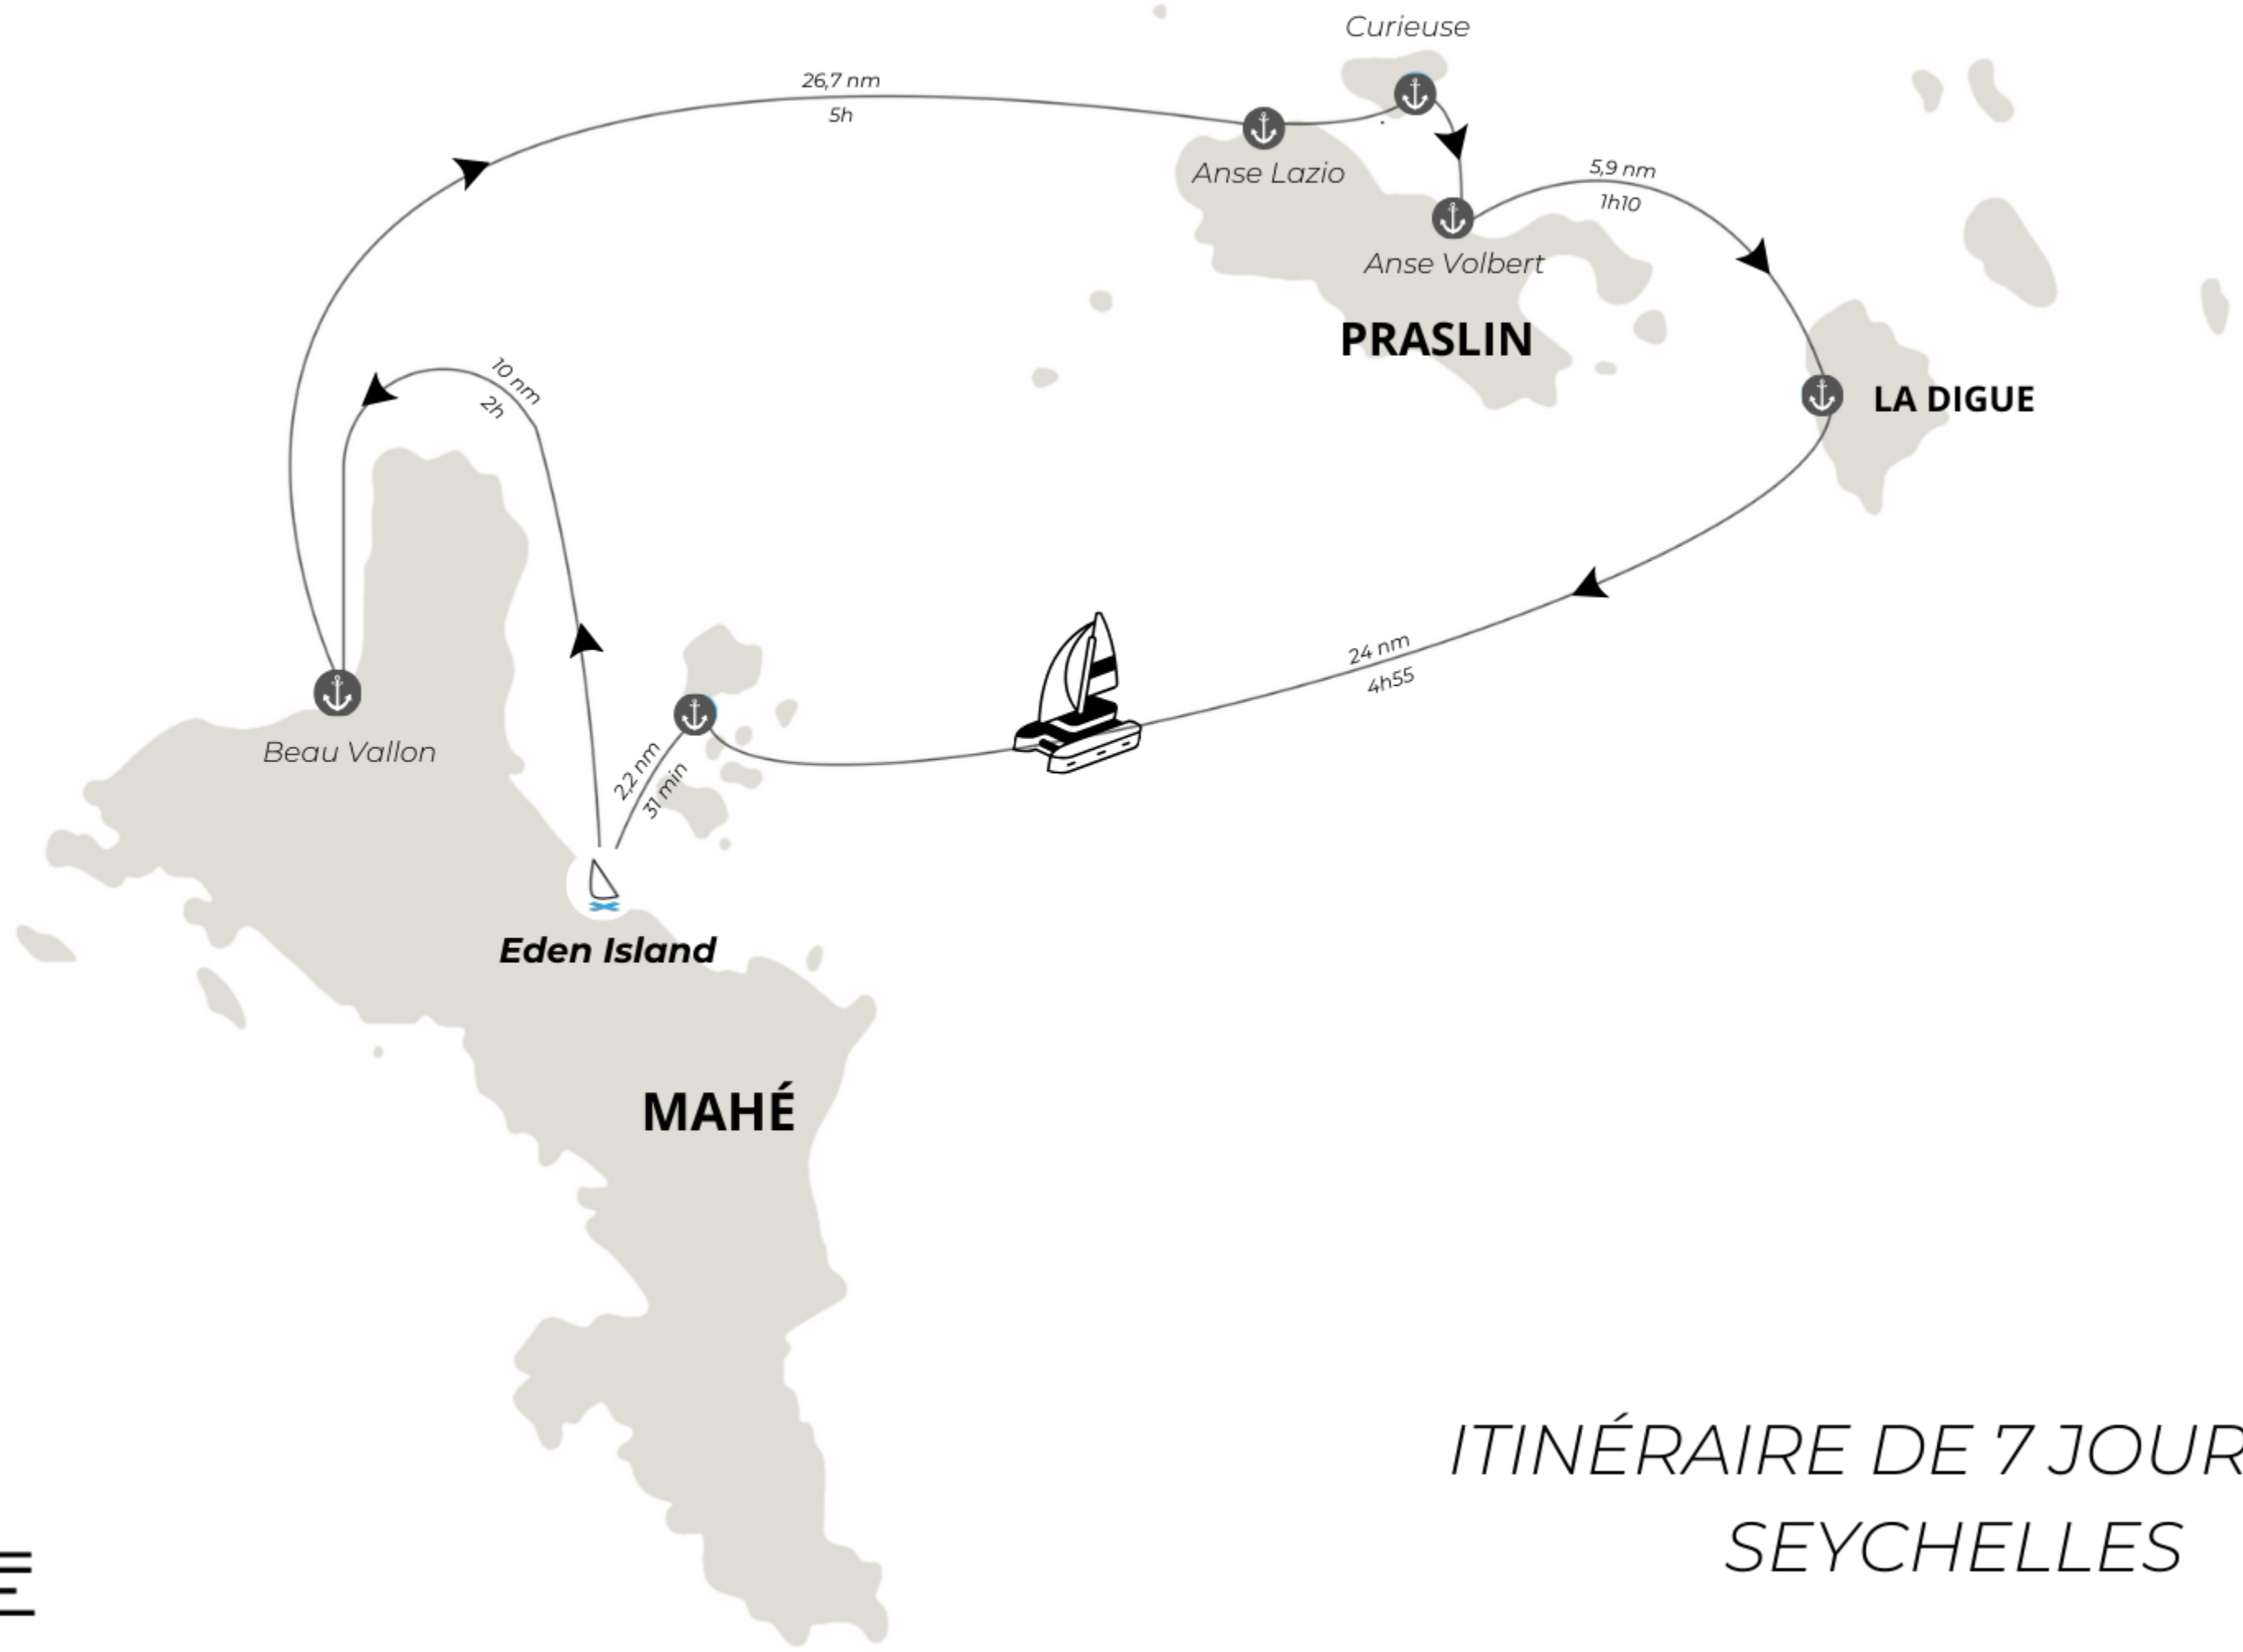 Curieuse
26,7 nm
5h
Anse Lazio
5,9 nm
1h10
Anse Volbert
PRASLIN
LA DIGUE
10 nm
2h
24 nm
4h55
Beau Vallon
2,2 nm
31 min
Eden Island
MAHÉ
ITINÉRAIRE DE 7 JOUR
SEYCHELLES